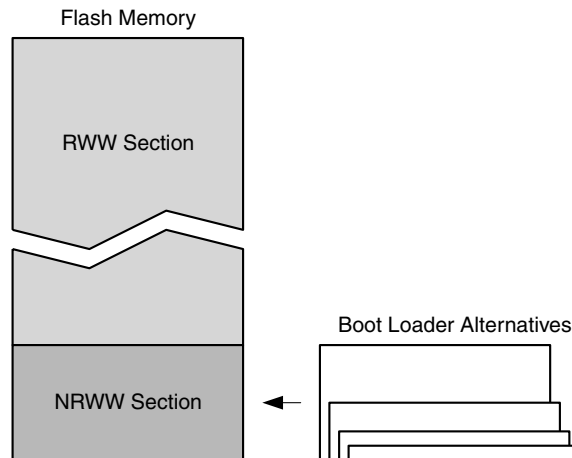 Flash Memory
RWW Section
Boot Loader Alternatives
NRWW Section